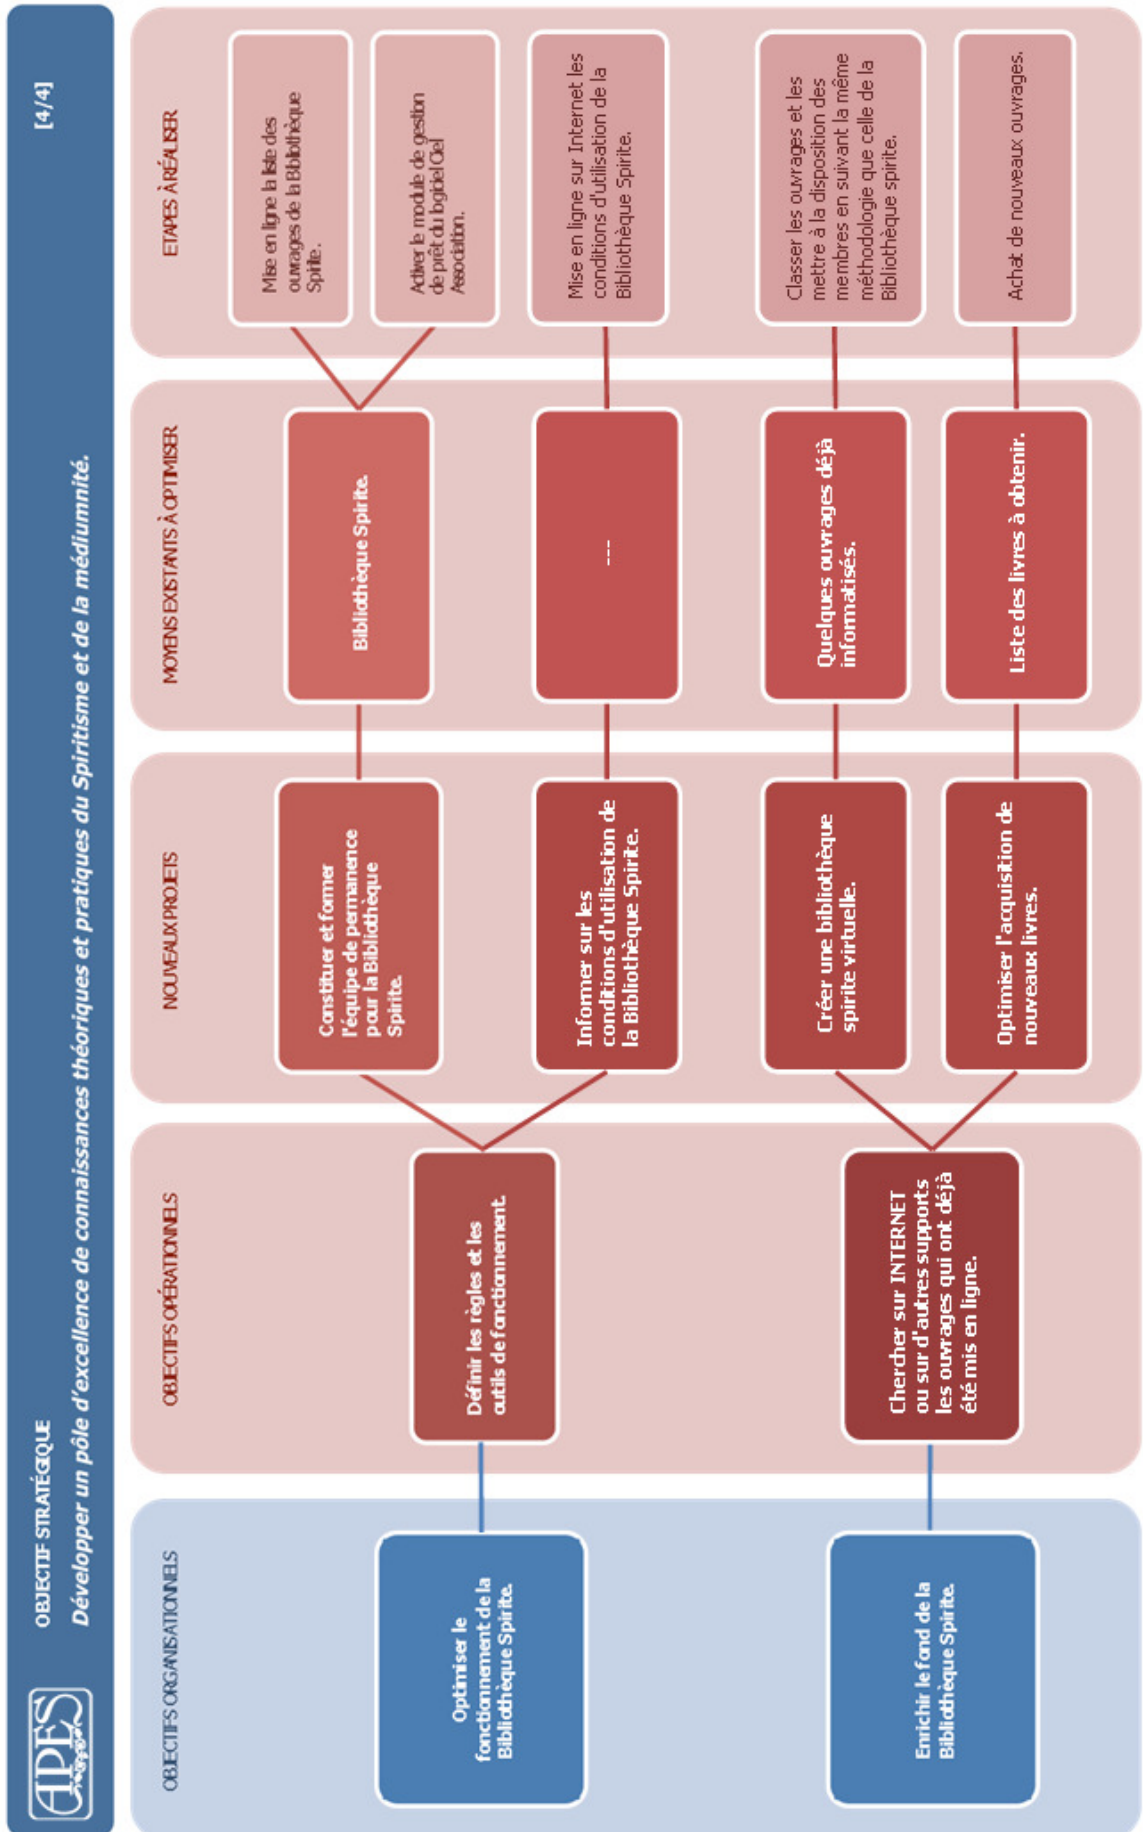 APES
OBJECTIF STRATÉGIQUE
[4/4]
Développer un pôle d'excellence de connaissances théoriques et pratiques du Spiritisme et de la médiumnité.
OBJECTIFS ORGANISATIONNELS
Optimiser le
fonctionnement de la
Bibliothèque Spirite.
Enrichir le fond de la
Bibliothèque Spirite.
OBJECTIFS OPÉRATIONNELS
Définir les règles et les
outils de fonctionnement.
Chercher sur INTERNET
ou sur d'autres supports
les ouvrages qui ont déjà
été mis en ligne.
NOUVEAUX PROJETS
Constituer et former
l'équipe de permanence
pour la Bibliothèque
Spirite.
Informer sur les
conditions d'utilisation de
la Bibliothèque Spirite.
Créer une bibliothèque
spirite virtuelle.
Optimiser l'acquisition de
nouveaux livres.
MOYENS EXISTANTS À OPTIMISER
Bibliothèque Spirite.
---
Quelques ouvrages déjà
informatisés.
Liste des livres à obtenir.
ETAPES À RÉALISER
Mise en ligne la liste des
ouvrages de la Bibliothèque
Spirite.
Activer le module de gestion
de prêt du logiciel Ciel
Association.
Mise en ligne sur Internet les
conditions d'utilisation de la
Bibliothèque Spirite.
Classer les ouvrages et les
mettre à la disposition des
membres en suivant la même
méthodologie que celle de la
Bibliothèque spirite.
Achat de nouveaux ouvrages.